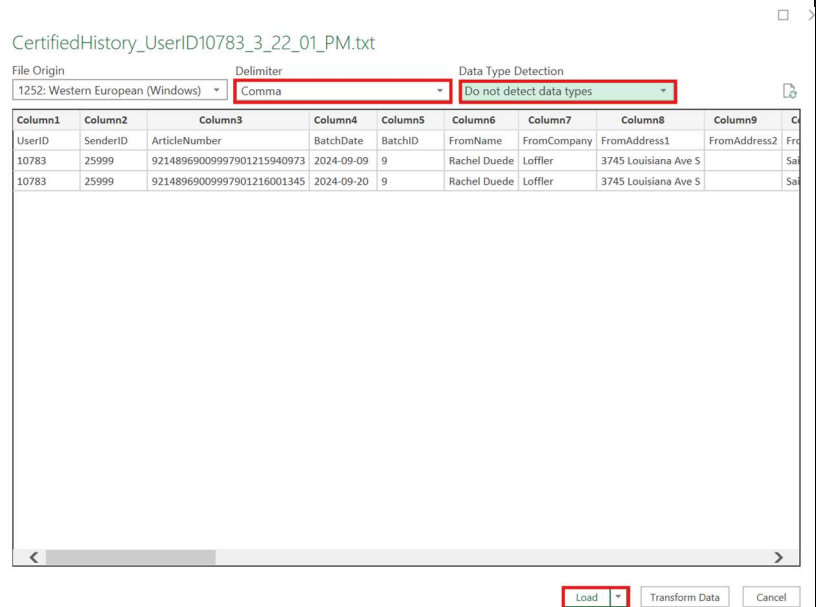 CertifiedHistory_UserID10783_3_22_01_PM.txt
File Origin Delimiter Data Type Detection
1252: Western European (Windows) Comma Do not detect data types
Column1 Column2 Column3 Column4 Column5 Column6 Column7 Column8 Column9
UserID SenderID ArticleNumber BatchDate BatchID FromName FromCompany FromAddress1 FromAddress2
10783 25999 92148969009997901215940973 2024-09-09 9 Rachel Duede Loffler 3745 Louisiana Ave S Sai
10783 25999 92148969009997901216001345 2024-09-20 9 Rachel Duede Loffler 3745 Louisiana Ave S Sai
Load Transform Data Cancel